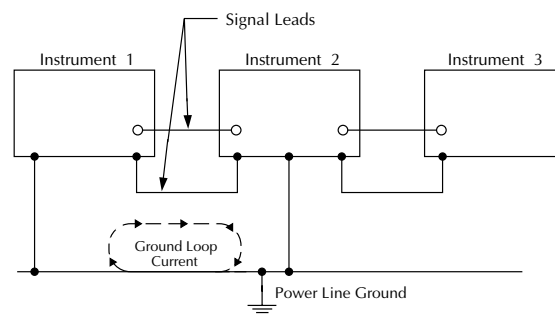 Signal Leads
Instrument 1
Instrument 2
Instrument 3
Ground Loop
Current
Power Line Ground